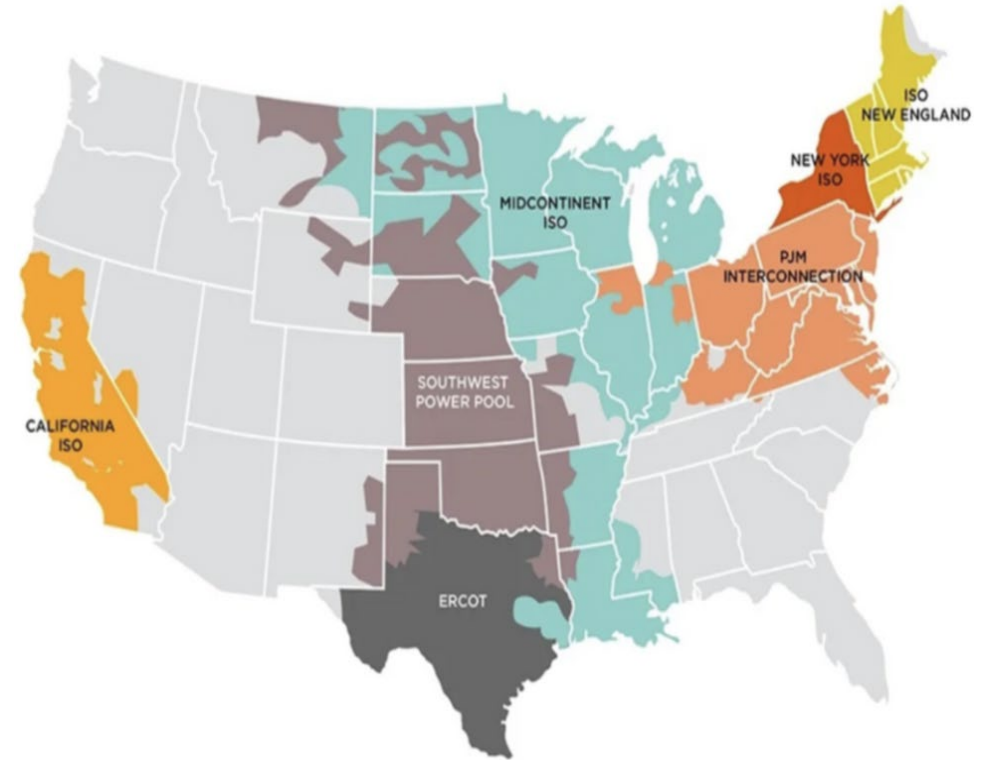 ISO
NEW ENGLAND
NEW YORK
ISO
MIDCONTINENT
ISO
PJM
INTERCONNECTION
SOUTHWEST
POWER POOL
CALIFORNIA
ISO
ERCOT